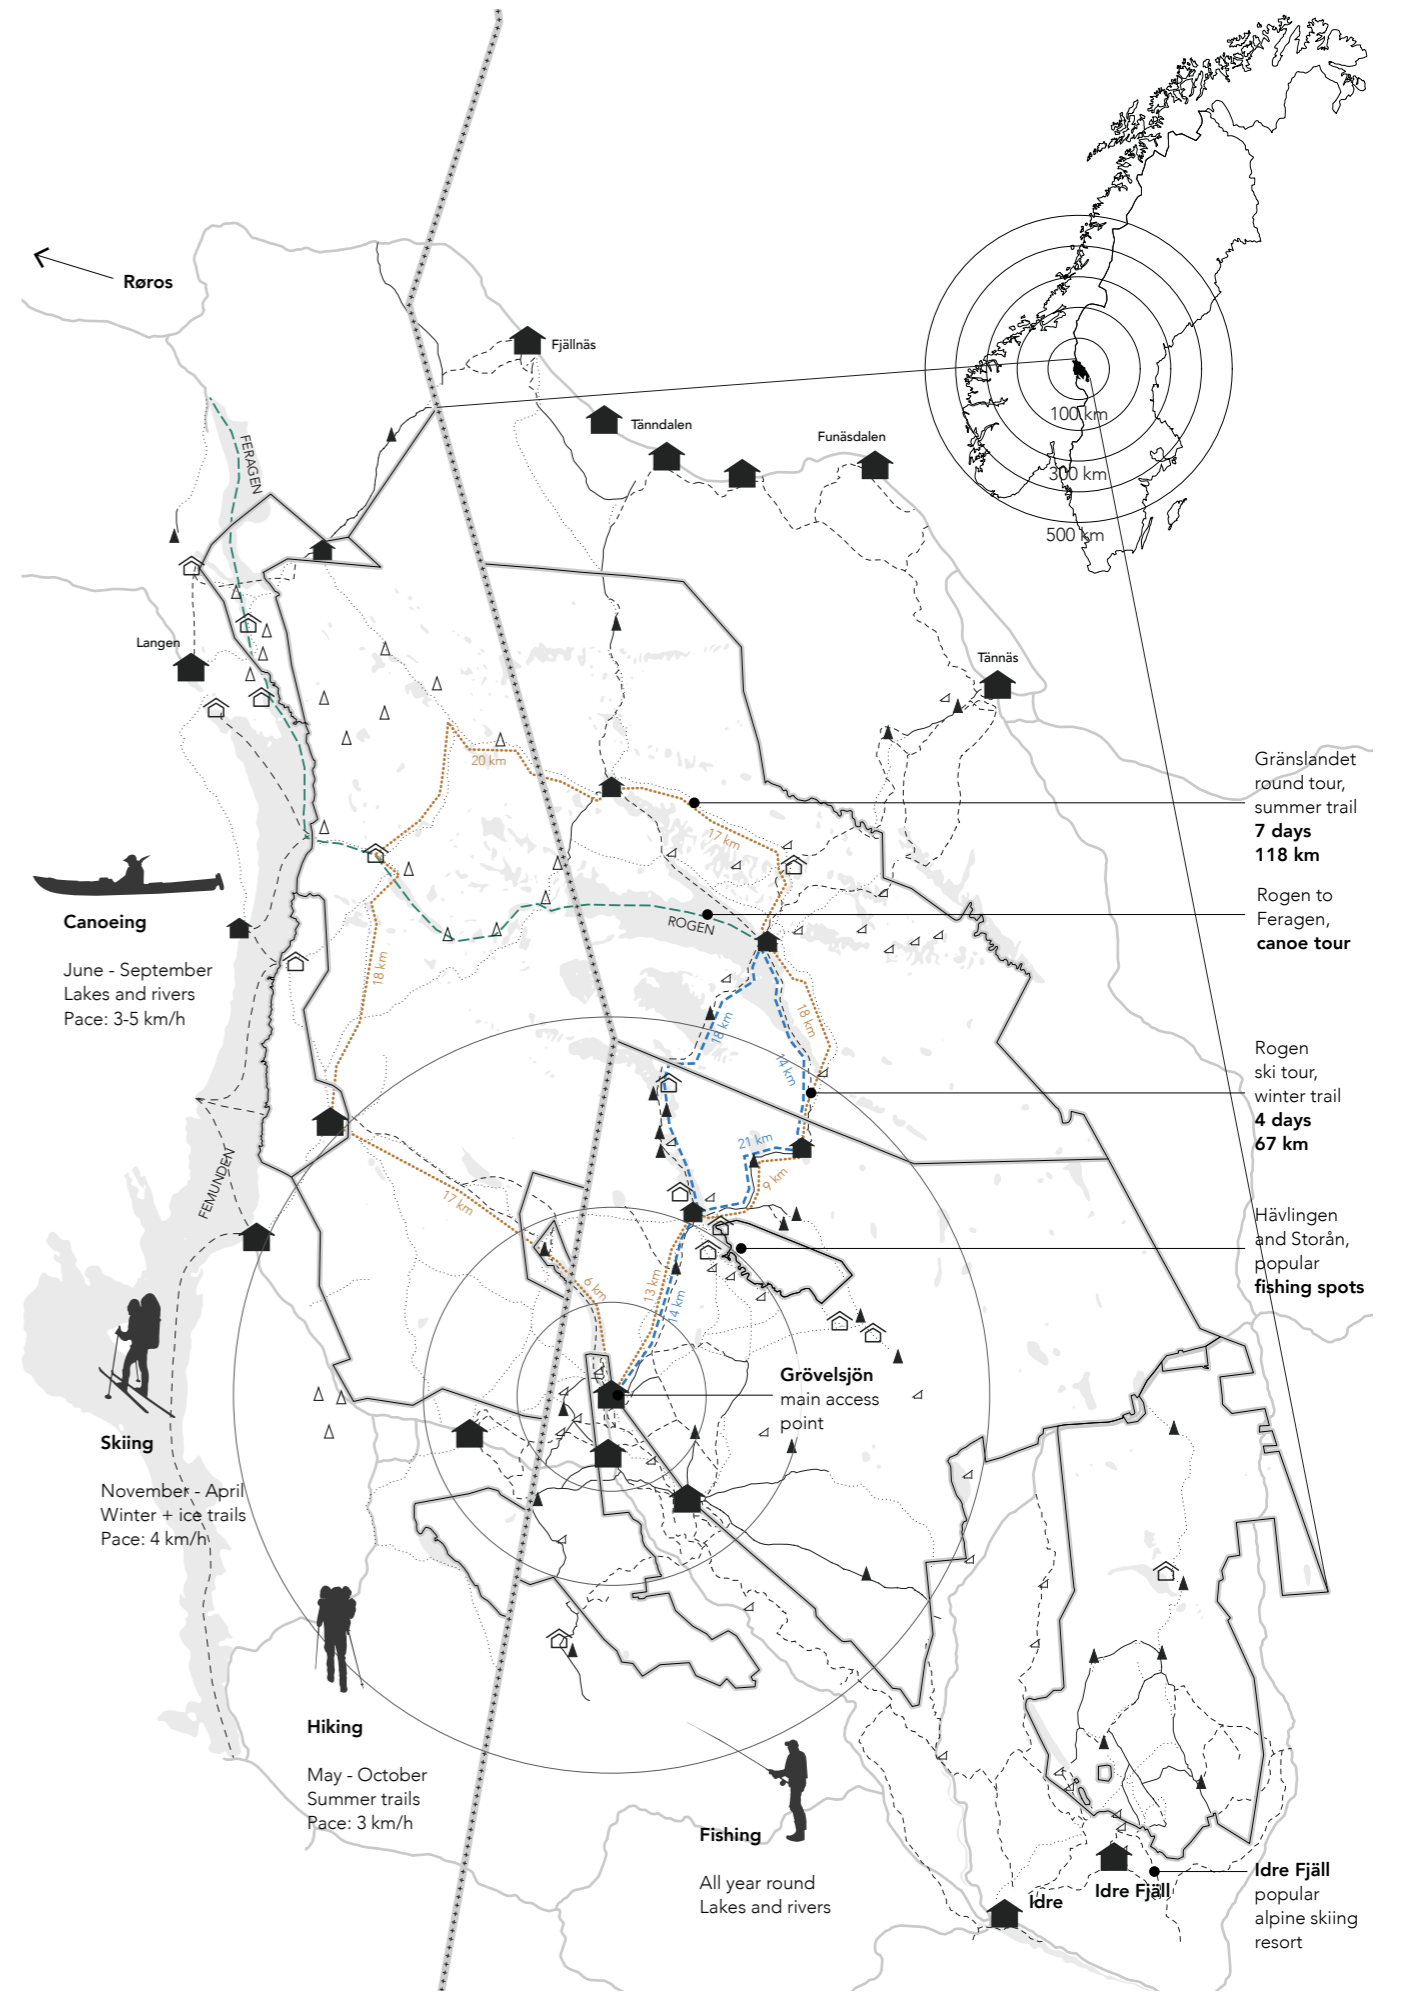 Røros
Fjällnäs
Tänndalen
Funäsdalen
100 km
300 km
500 km
FERAGEN
Langen
Tännäs
20 km
17 km
Gränslandet
round tour,
summer trail
7 days
118 km
Canoeing
June - September
Lakes and rivers
Pace: 3-5 km/h
ROGEN
Rogen to
Feragen,
canoe tour
18 km
18 km
18 km
14 km
Rogen
ski tour,
winter trail
4 days
67 km
21 km
9 km
FEMUNDEN
17 km
6 km
13 km
14 km
Hävlingen
and Storån,
popular
fishing spots
Grövelsjön
main access
point
Skiing
November - April
Winter + ice trails
Pace: 4 km/h
Hiking
May - October
Summer trails
Pace: 3 km/h
Fishing
All year round
Lakes and rivers
Idre
Idre Fjäll
Idre Fjäll
popular
alpine skiing
resort